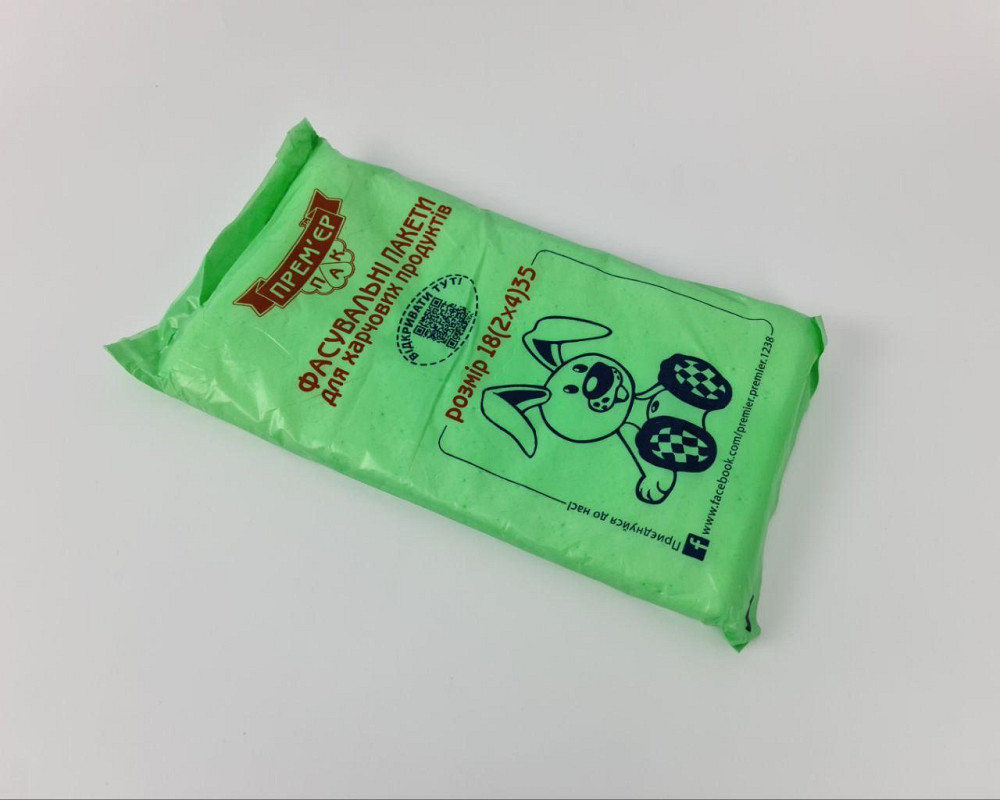 ПРЕМ'ЄР
ПАК
ФАСУВАЛЬНІ ПАКЕТИ
для харчових продуктів
ВІДКРИВАТИ ТУТ!
розмір 18(2x4)35
Приєднуйся до нас!
f www.facebook.com/premier.premier.1238